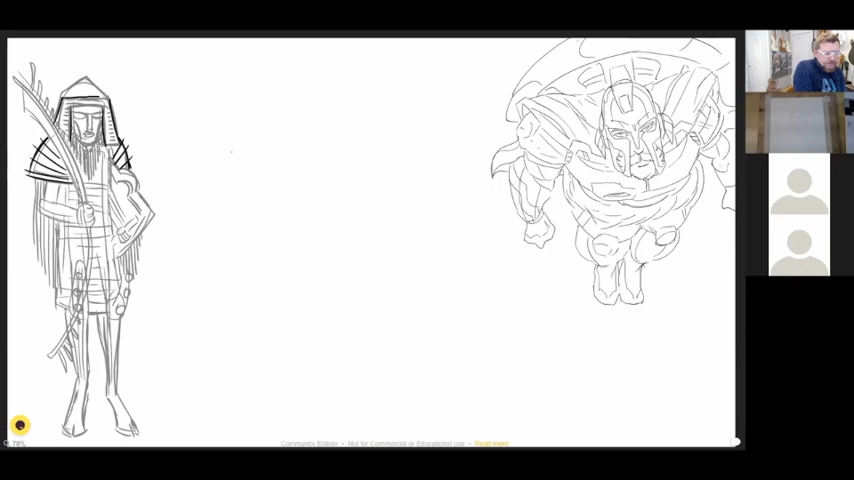 78%
Community Edition • Not for Commercial or Educational use • Read more